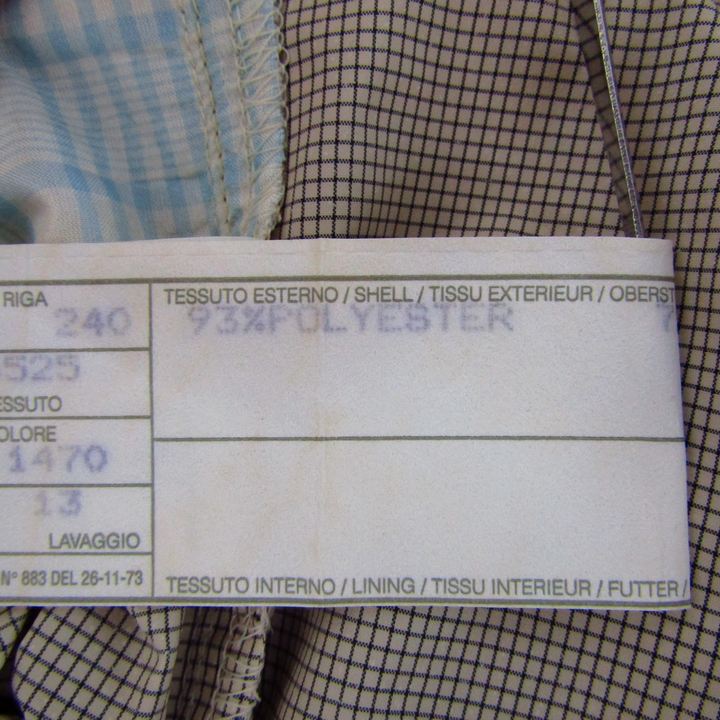 RIGA
240
525
ESSUTO
OLORE
1470
13
LAVAGGIO
N° 883 DEL 26-11-73
TESSUTO ESTERNO / SHELL / TISSU EXTERIEUR / OBERST
93%POLYESTER 7
TESSUTO INTERNO / LINING / TISSU INTERIEUR / FUTTER /